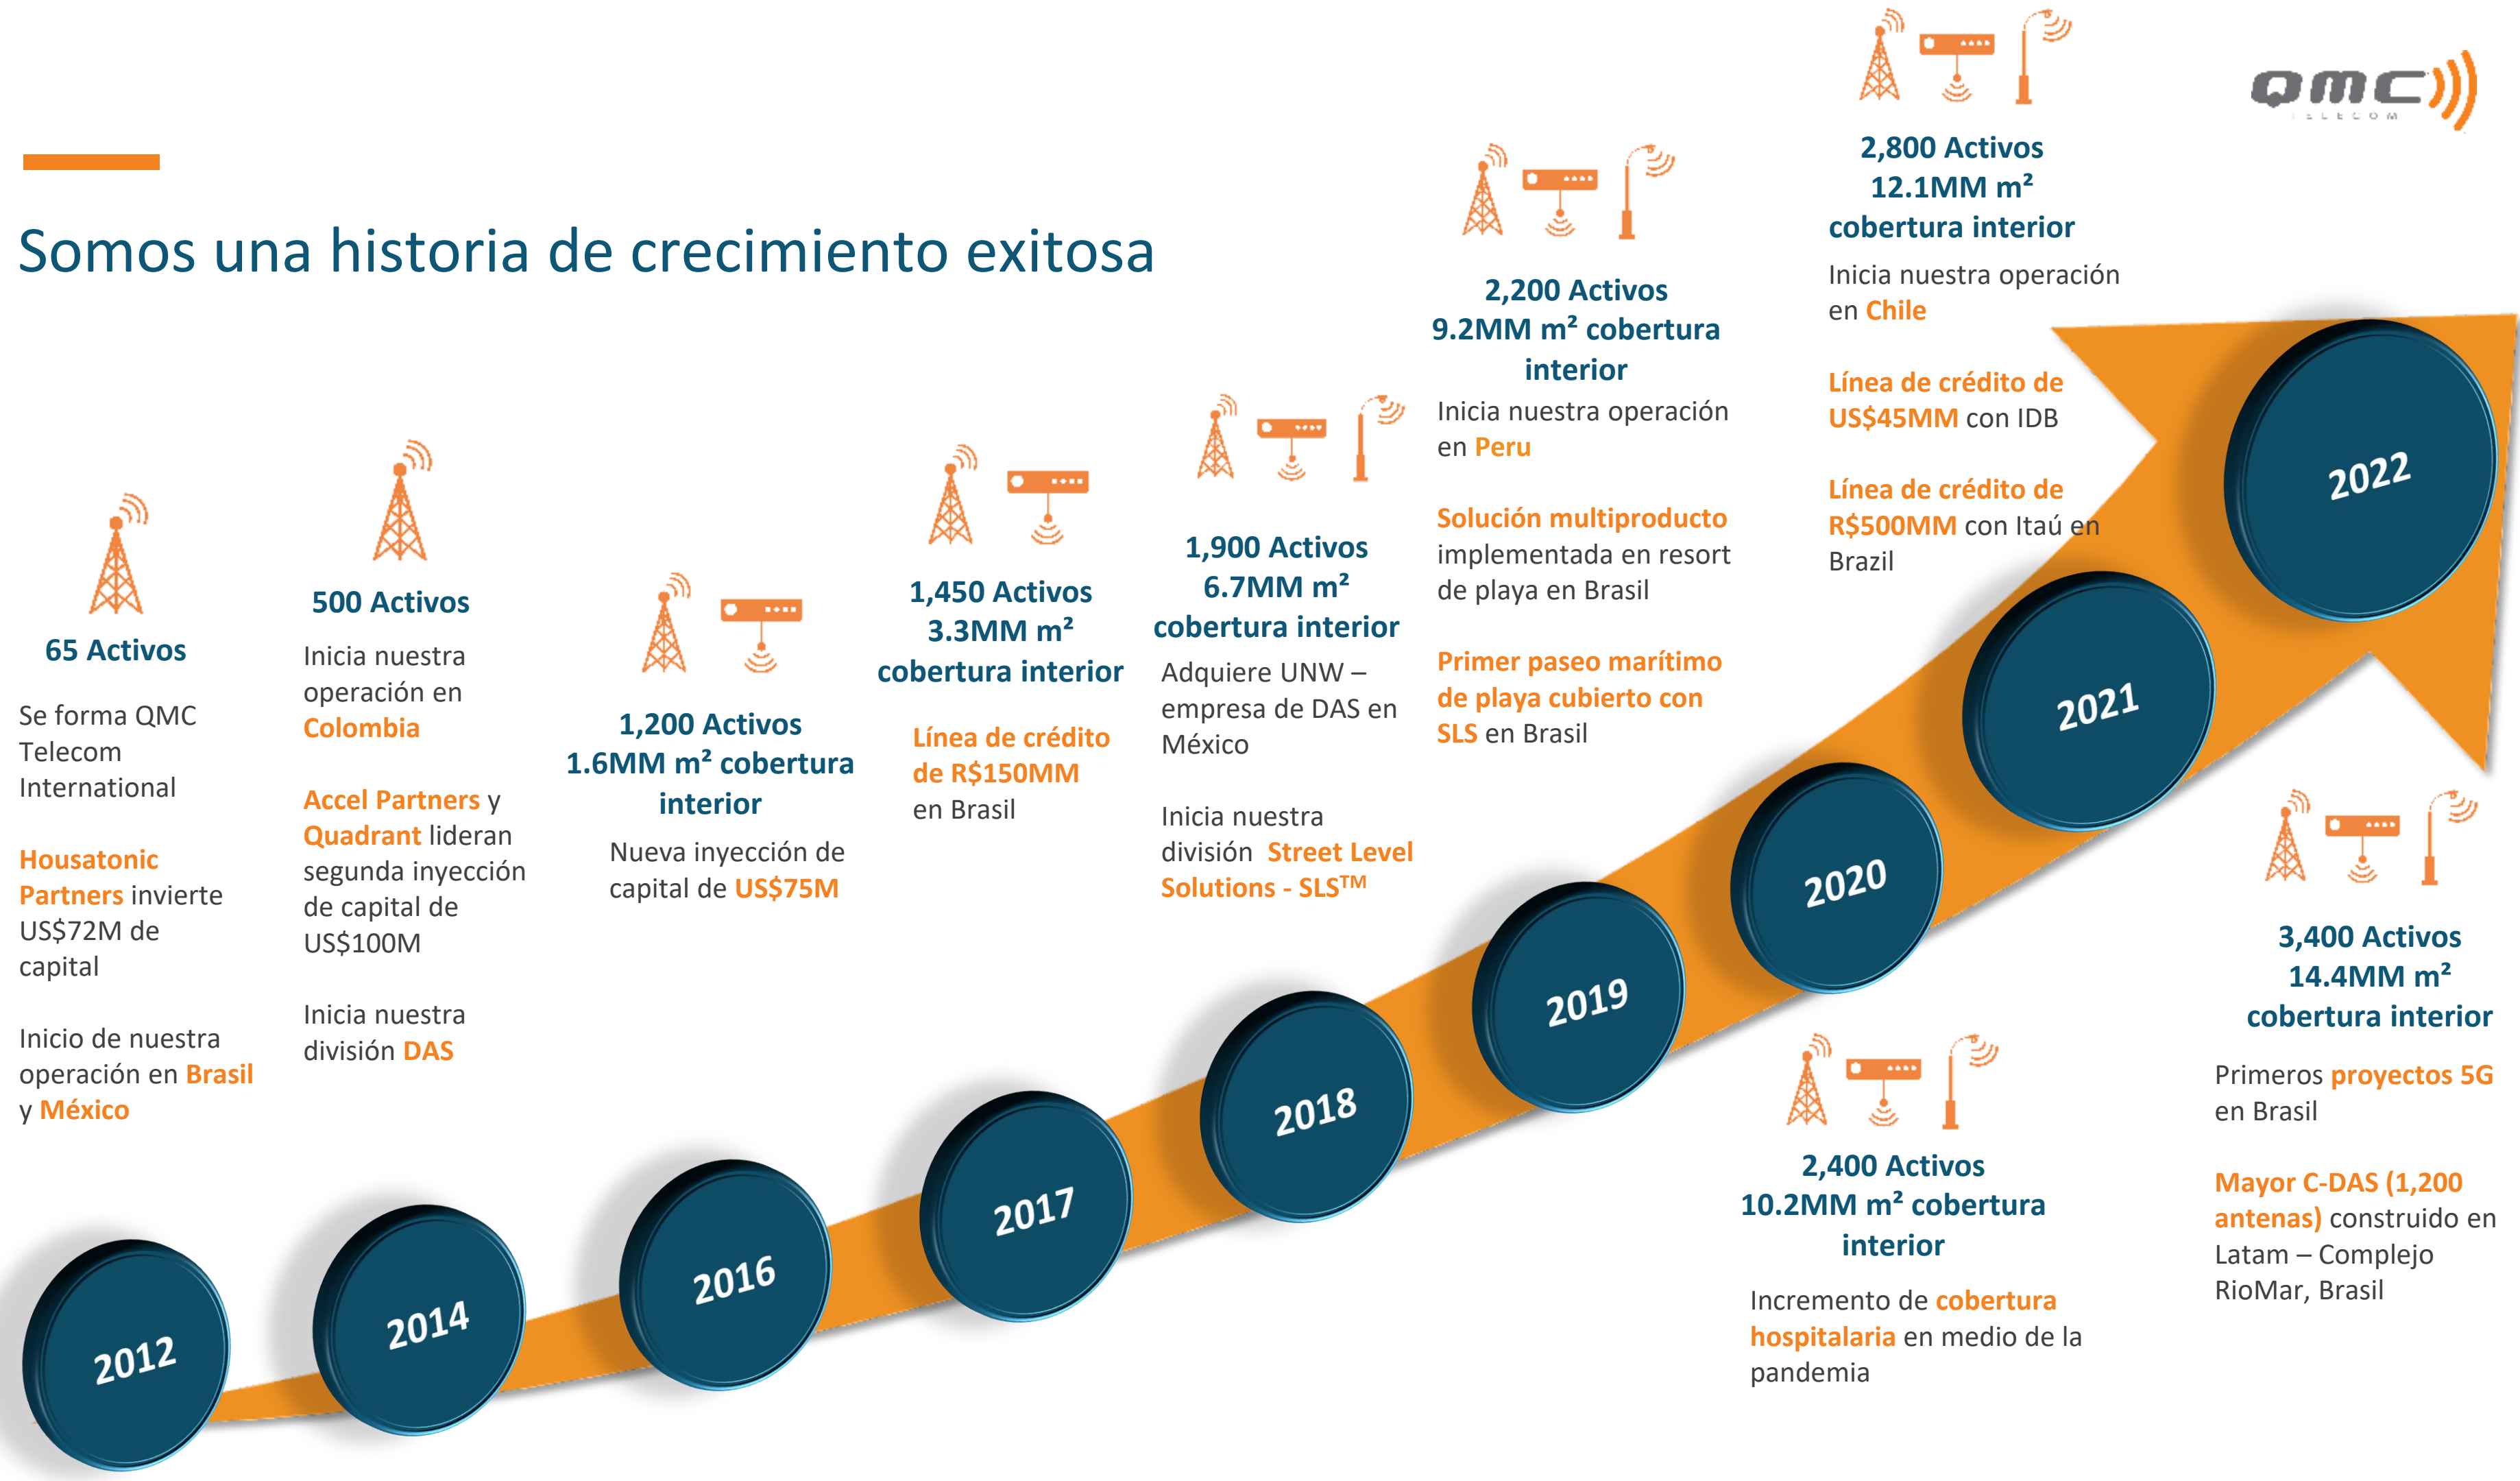 QMC
TELECOM
Somos una historia de crecimiento exitosa
65 Activos
Se forma QMC
Telecom
International
Housatonic
Partners invierte
US$72M de
capital
Inicio de nuestra
operación en Brasil
y México
500 Activos
Inicia nuestra
operación en
Colombia
Accel Partners y
Quadrant lideran
segunda inyección
de capital de
US$100M
Inicia nuestra
división DAS
1,200 Activos
1.6MM m² cobertura
interior
Nueva inyección de
capital de US$75M
1,450 Activos
3.3MM m²
cobertura interior
Línea de crédito
de R$150MM
en Brasil
1,900 Activos
6.7MM m²
cobertura interior
Adquiere UNW –
empresa de DAS en
México
Inicia nuestra
división Street Level
Solutions - SLS™
2,200 Activos
9.2MM m² cobertura
interior
Inicia nuestra operación
en Peru
Solución multiproducto
implementada en resort
de playa en Brasil
Primer paseo marítimo
de playa cubierto con
SLS en Brasil
2,800 Activos
12.1MM m²
cobertura interior
Inicia nuestra operación
en Chile
Línea de crédito de
US$45MM con IDB
Línea de crédito de
R$500MM con Itaú en
Brazil
2,400 Activos
10.2MM m² cobertura
interior
Incremento de cobertura
hospitalaria en medio de la
pandemia
3,400 Activos
14.4MM m²
cobertura interior
Primeros proyectos 5G
en Brasil
Mayor C-DAS (1,200
antenas) construido en
Latam – Complejo
RioMar, Brasil
2012
2014
2016
2017
2018
2019
2020
2021
2022